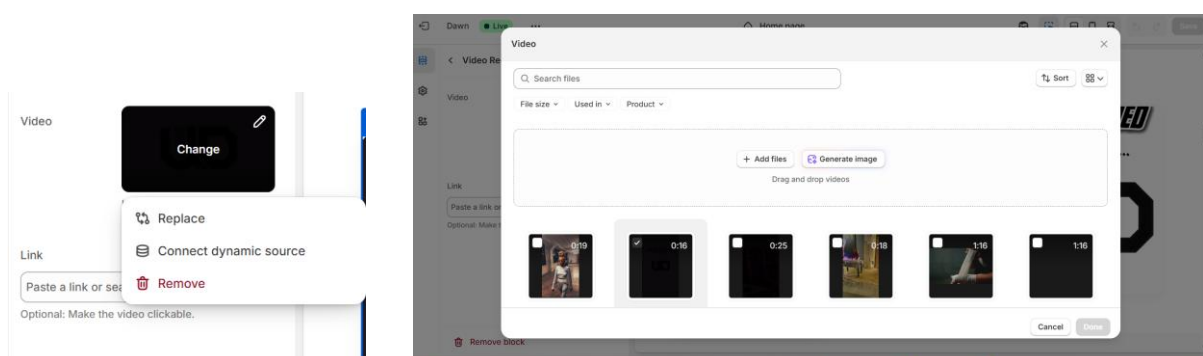 Video
Change
Replace
Connect dynamic source
Remove
Link
Paste a link or sea
Optional: Make the video clickable.
Dawn Live ...
Home page
Save
Video Re
Video
Search files
Sort
File size Used in Product
Video
+ Add files Generate image
Drag and drop videos
Link
Paste a link or
Optional: Make t
0:19 0:16 0:25 0:18 1:16 1:16
Cancel Done
Remove block